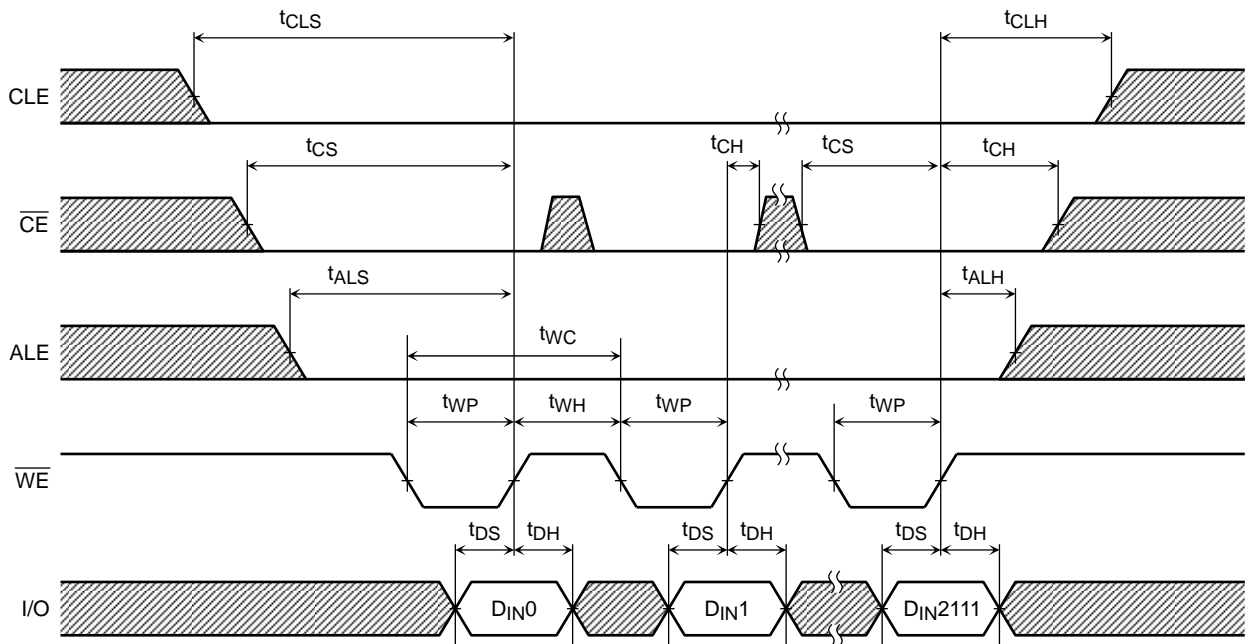 tCLS tCLH
CLE
tCS tCH tCS tCH
CE
tALS tALH
tWC
ALE
tWP tWH tWP tWP
WE
tDS tDH tDS tDH tDS tDH
I/O DIN0 DIN1 DIN2111